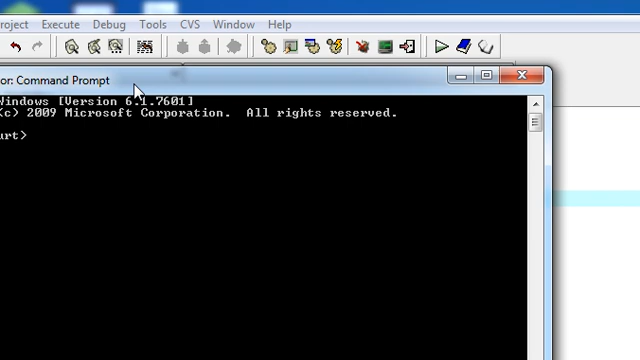 roject Execute Debug Tools CVS Window Help
or: Command Prompt
Windows [Version 6.1.7601]
(c) 2009 Microsoft Corporation. All rights reserved.
urt>